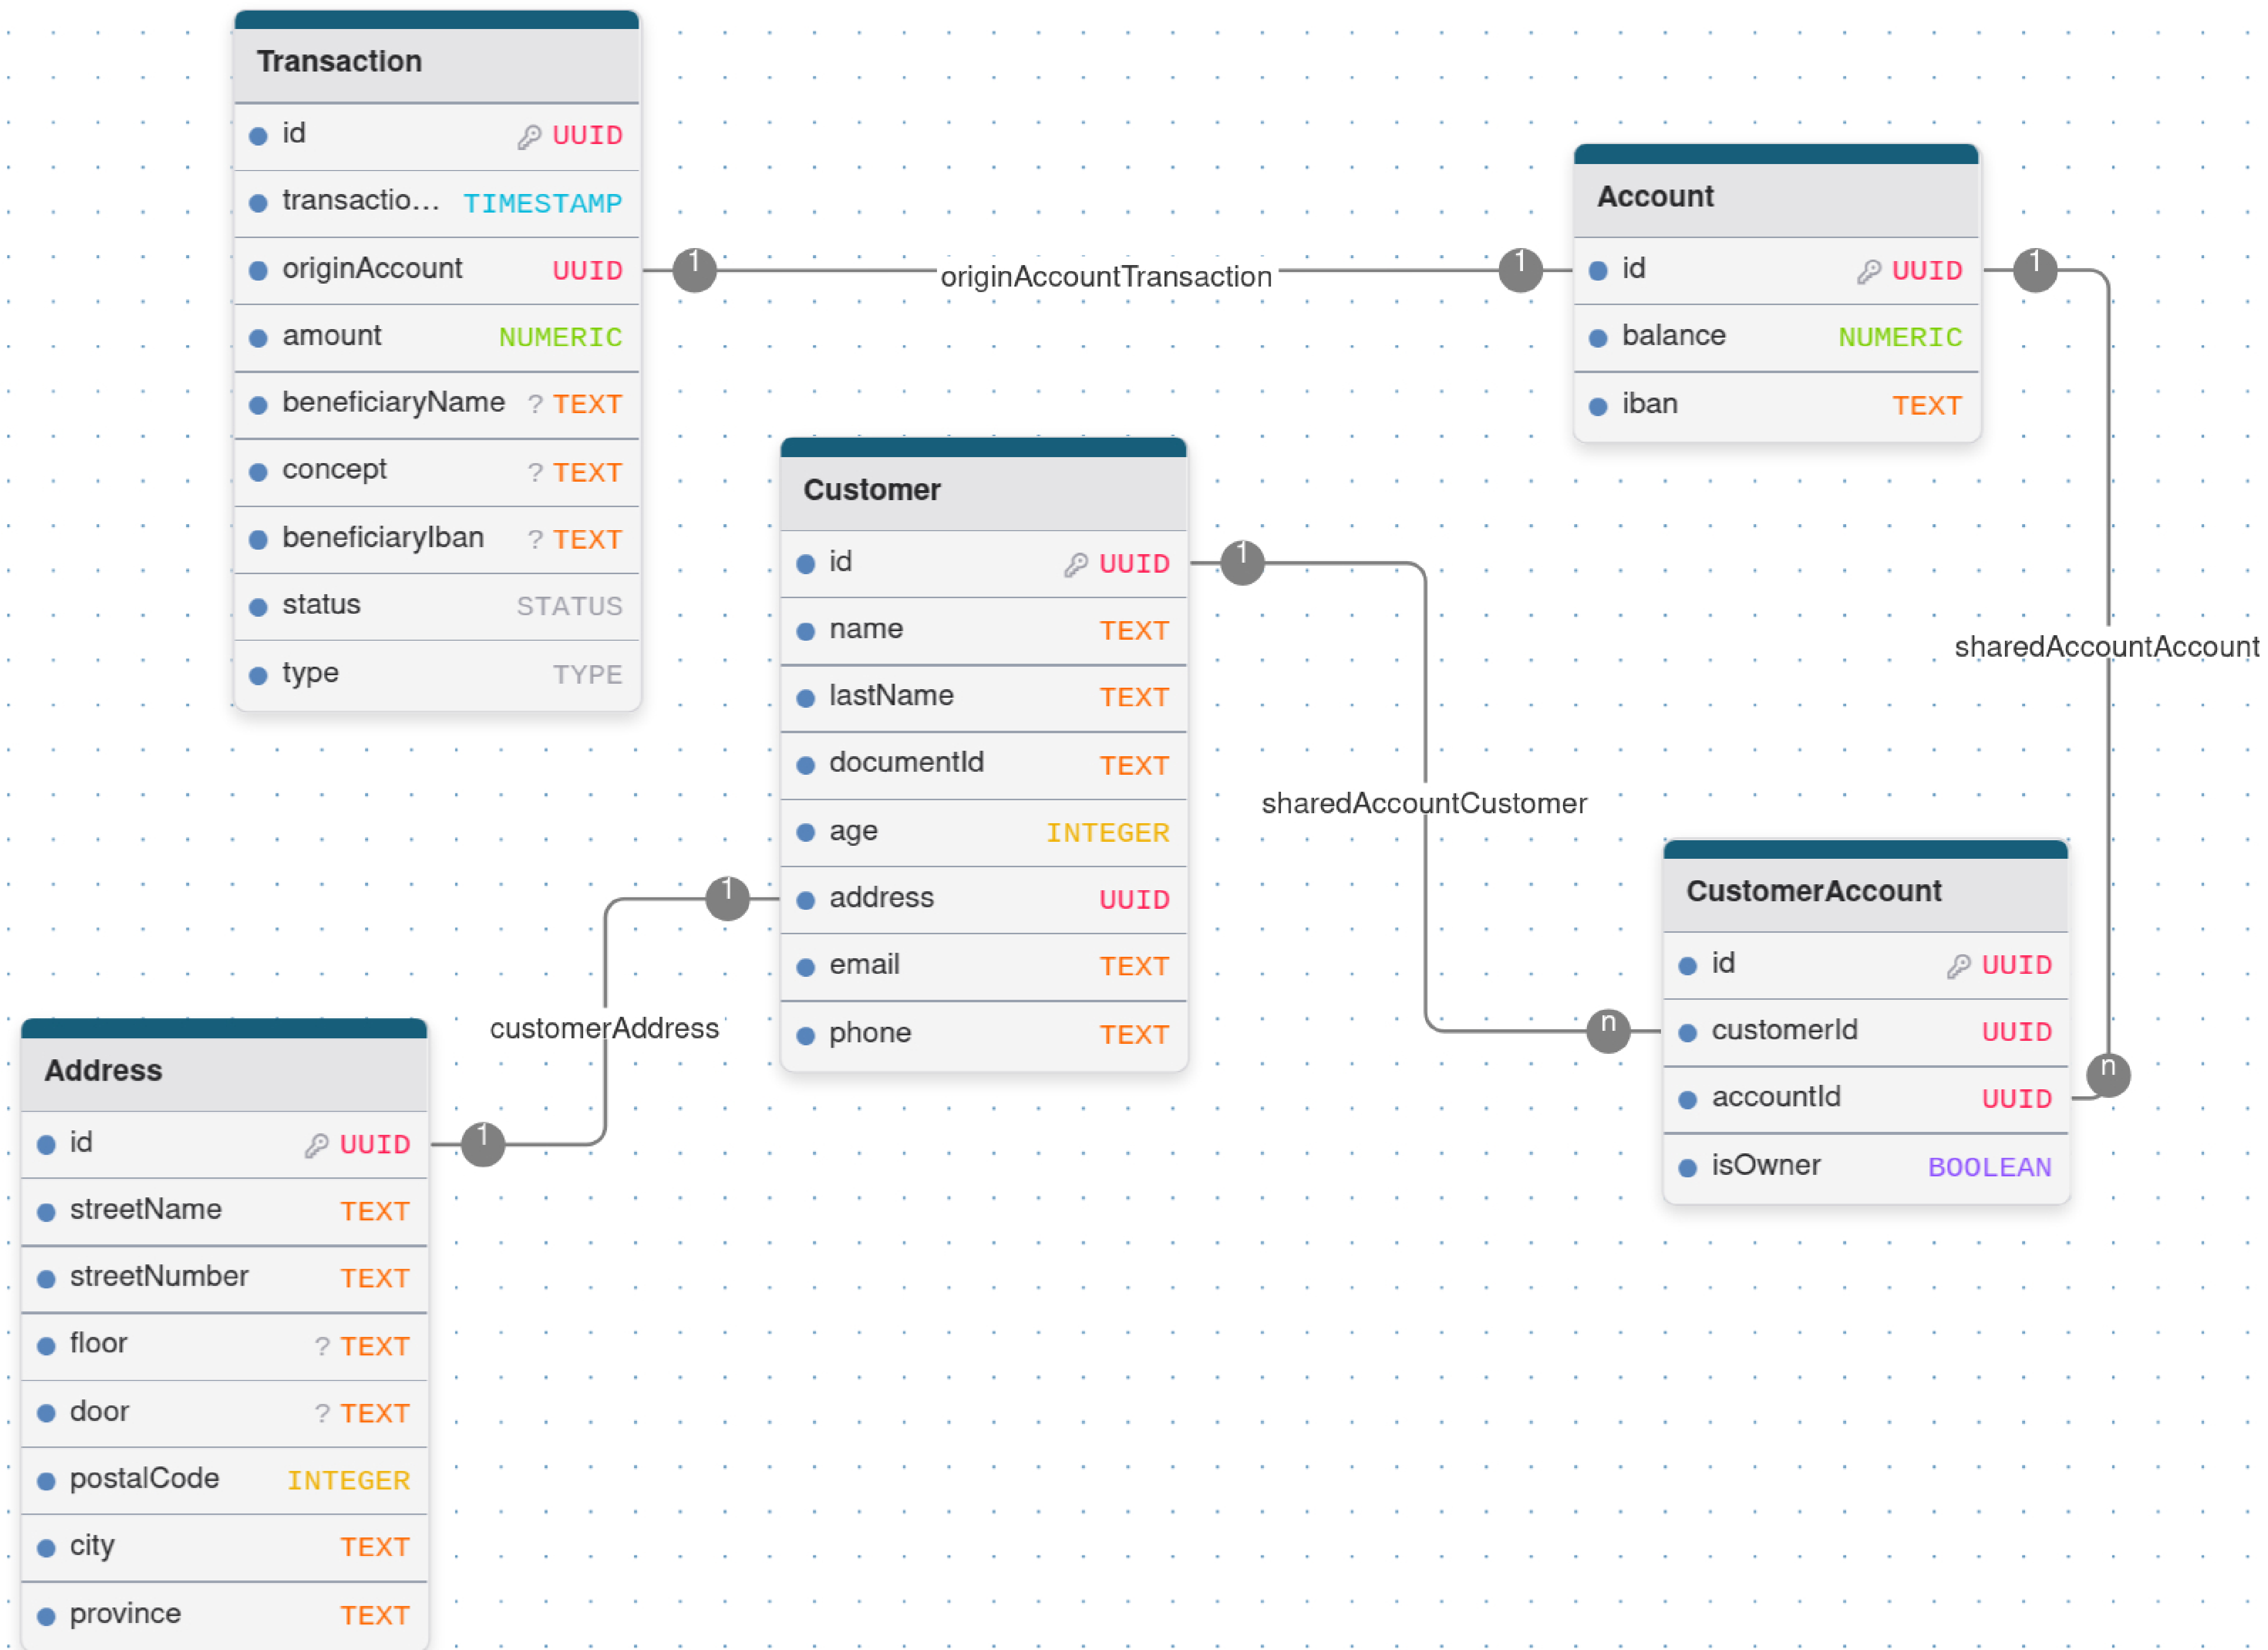 Transaction
id UUID
transactio... TIMESTAMP
originAccount UUID
amount NUMERIC
beneficiaryName ? TEXT
concept ? TEXT
beneficiaryIban ? TEXT
status STATUS
type TYPE
1 originAccountTransaction 1
Account
id UUID
balance NUMERIC
iban TEXT
1
sharedAccountAccount
n
Customer
id UUID
name TEXT
lastName TEXT
documentId TEXT
age INTEGER
address UUID
email TEXT
phone TEXT
1
sharedAccountCustomer
n
CustomerAccount
id UUID
customerId UUID
accountId UUID
isOwner BOOLEAN
1
customerAddress
1
Address
id UUID
streetName TEXT
streetNumber TEXT
floor ? TEXT
door ? TEXT
postalCode INTEGER
city TEXT
province TEXT